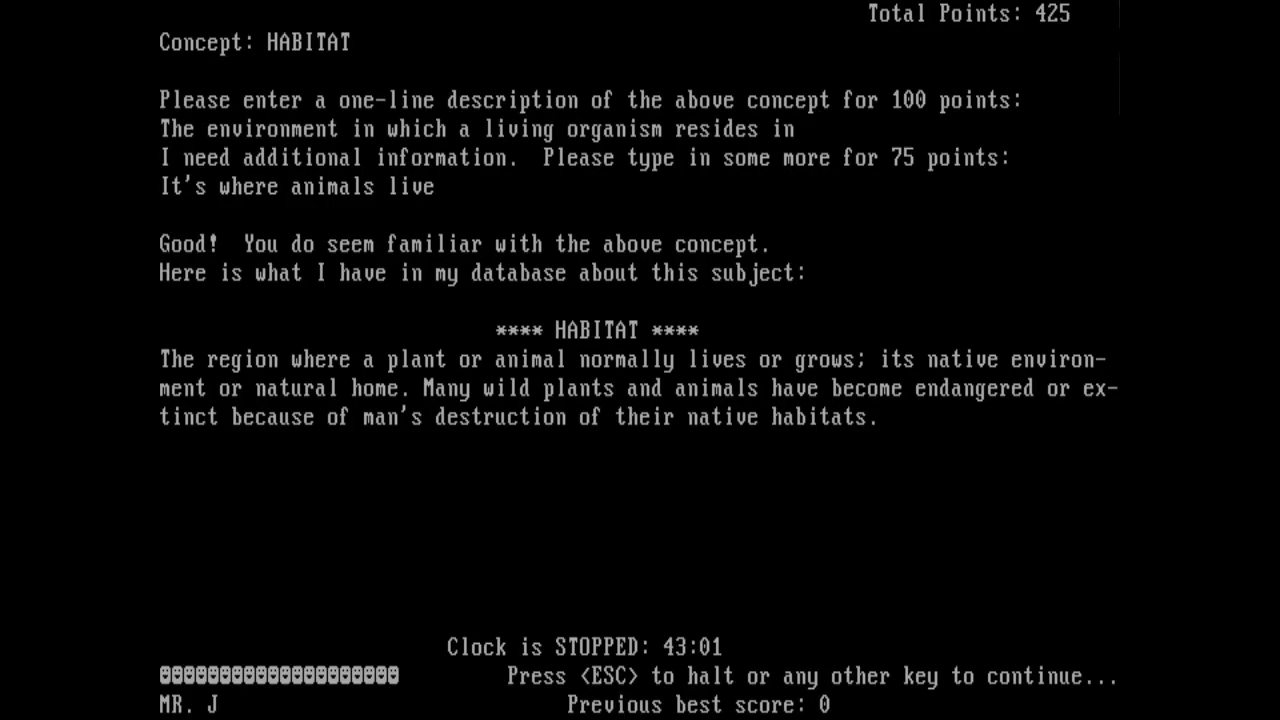 Total Points: 425
Concept: HABITAT
Please enter a one-line description of the above concept for 100 points:
The environment in which a living organism resides in
I need additional information.  Please type in some more for 75 points:
It's where animals live
Good!  You do seem familiar with the above concept.
Here is what I have in my database about this subject:
**** HABITAT ****
The region where a plant or animal normally lives or grows; its native environ-
ment or natural home. Many wild plants and animals have become endangered or ex-
tinct because of man's destruction of their native habitats.
Clock is STOPPED: 43:01
Press <ESC> to halt or any other key to continue...
MR. J
Previous best score: 0